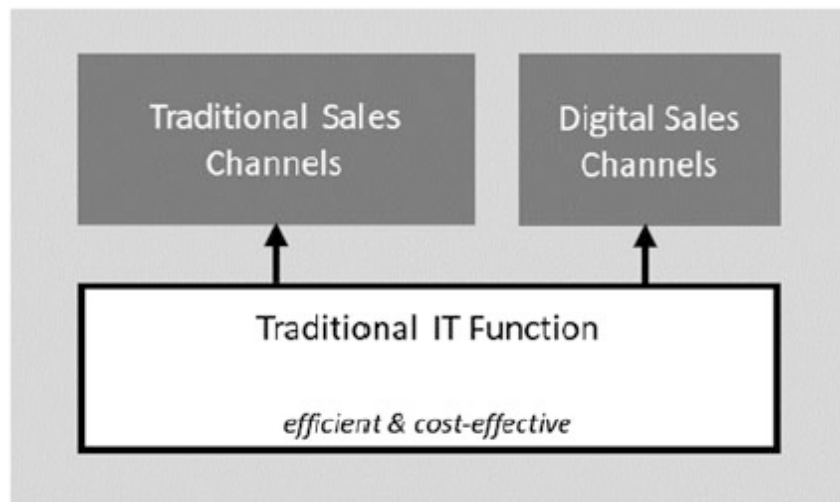 Traditional Sales
Channels
Digital Sales
Channels
Traditional IT Function
efficient & cost-effective